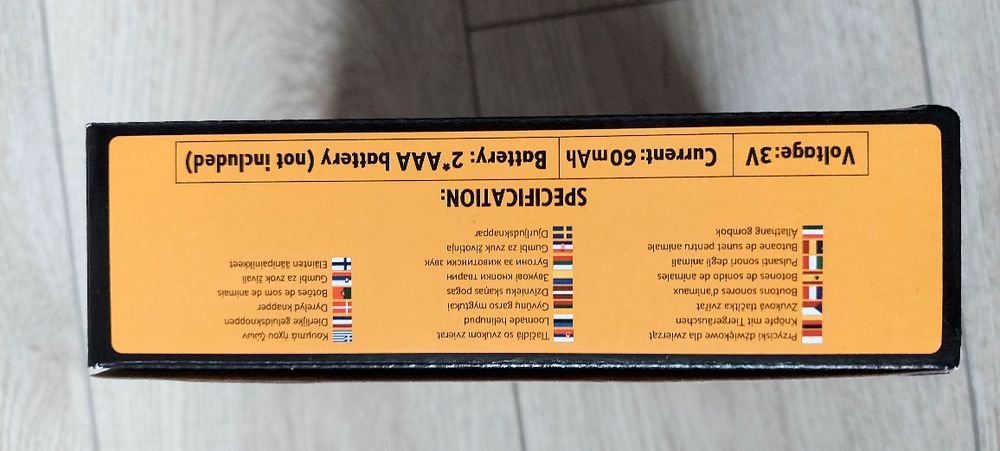 Przyciski dźwiękowe dla zwierząt
Knöpfe mit Tiergeräuschen
Zvuková tlačítka zvířat
Boutons sonores d'animaux
Botones de sonido de animales
Pulsanti sonori degli animali
Butoane de sunet pentru animale
Állathang gombok
Tlačidlá so zvukom zvierat
Loomade helinupud
Gyvūnų garso mygtukai
Dzīvnieku skaņas pogas
Звукові кнопки тварин
Бутони за животински звук
Gumbi za zvuk životinja
Djurljudsknappar
Κουμπιά ήχου ζώων
Dierlijke geluidsknoppen
Dyrelyd knapper
Botões de som de animais
Gumbi za zvok živali
Eläinten äänipainikkeet
SPECIFICATION:
Voltage:3V
Current:60mAh
Battery: 2*AAA battery (not included)